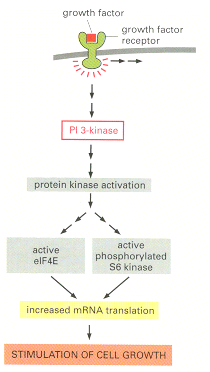 growth factor
growth factor
receptor
PI 3-kinase
protein kinase activation
active
eIF4E
active
phosphorylated
S6 kinase
increased mRNA translation
STIMULATION OF CELL GROWTH